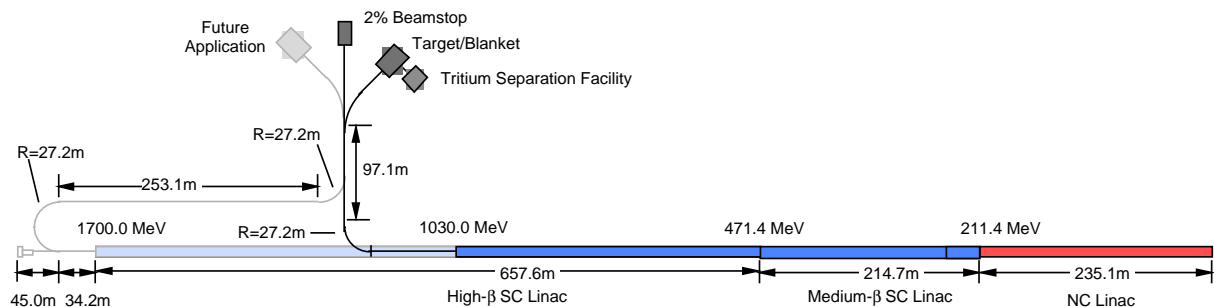 Future
Application
2% Beamstop
Target/Blanket
Tritium Separation Facility
R=27.2m
R=27.2m
97.1m
253.1m
1700.0 MeV
R=27.2m
1030.0 MeV
471.4 MeV
211.4 MeV
45.0m
34.2m
657.6m
214.7m
235.1m
High-β SC Linac
Medium-β SC Linac
NC Linac